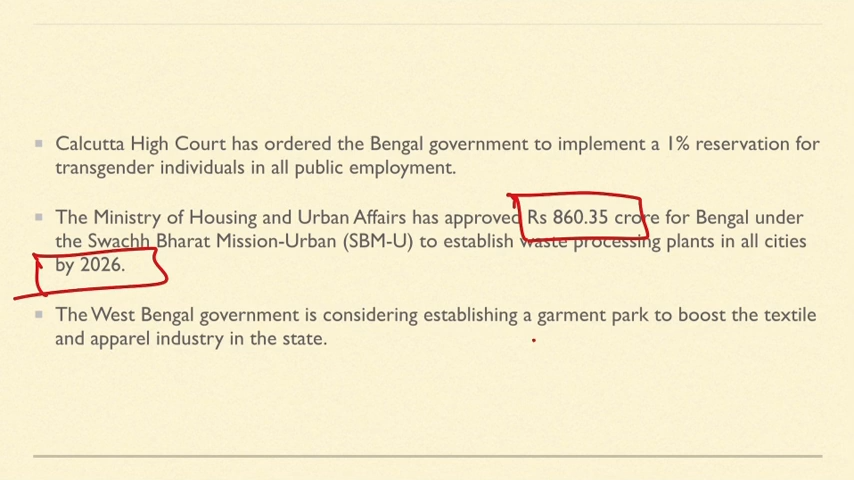 Calcutta High Court has ordered the Bengal government to implement a 1% reservation for
transgender individuals in all public employment.
The Ministry of Housing and Urban Affairs has approved Rs 860.35 crore for Bengal under
the Swachh Bharat Mission-Urban (SBM-U) to establish waste processing plants in all cities
by 2026.
The West Bengal government is considering establishing a garment park to boost the textile
and apparel industry in the state.